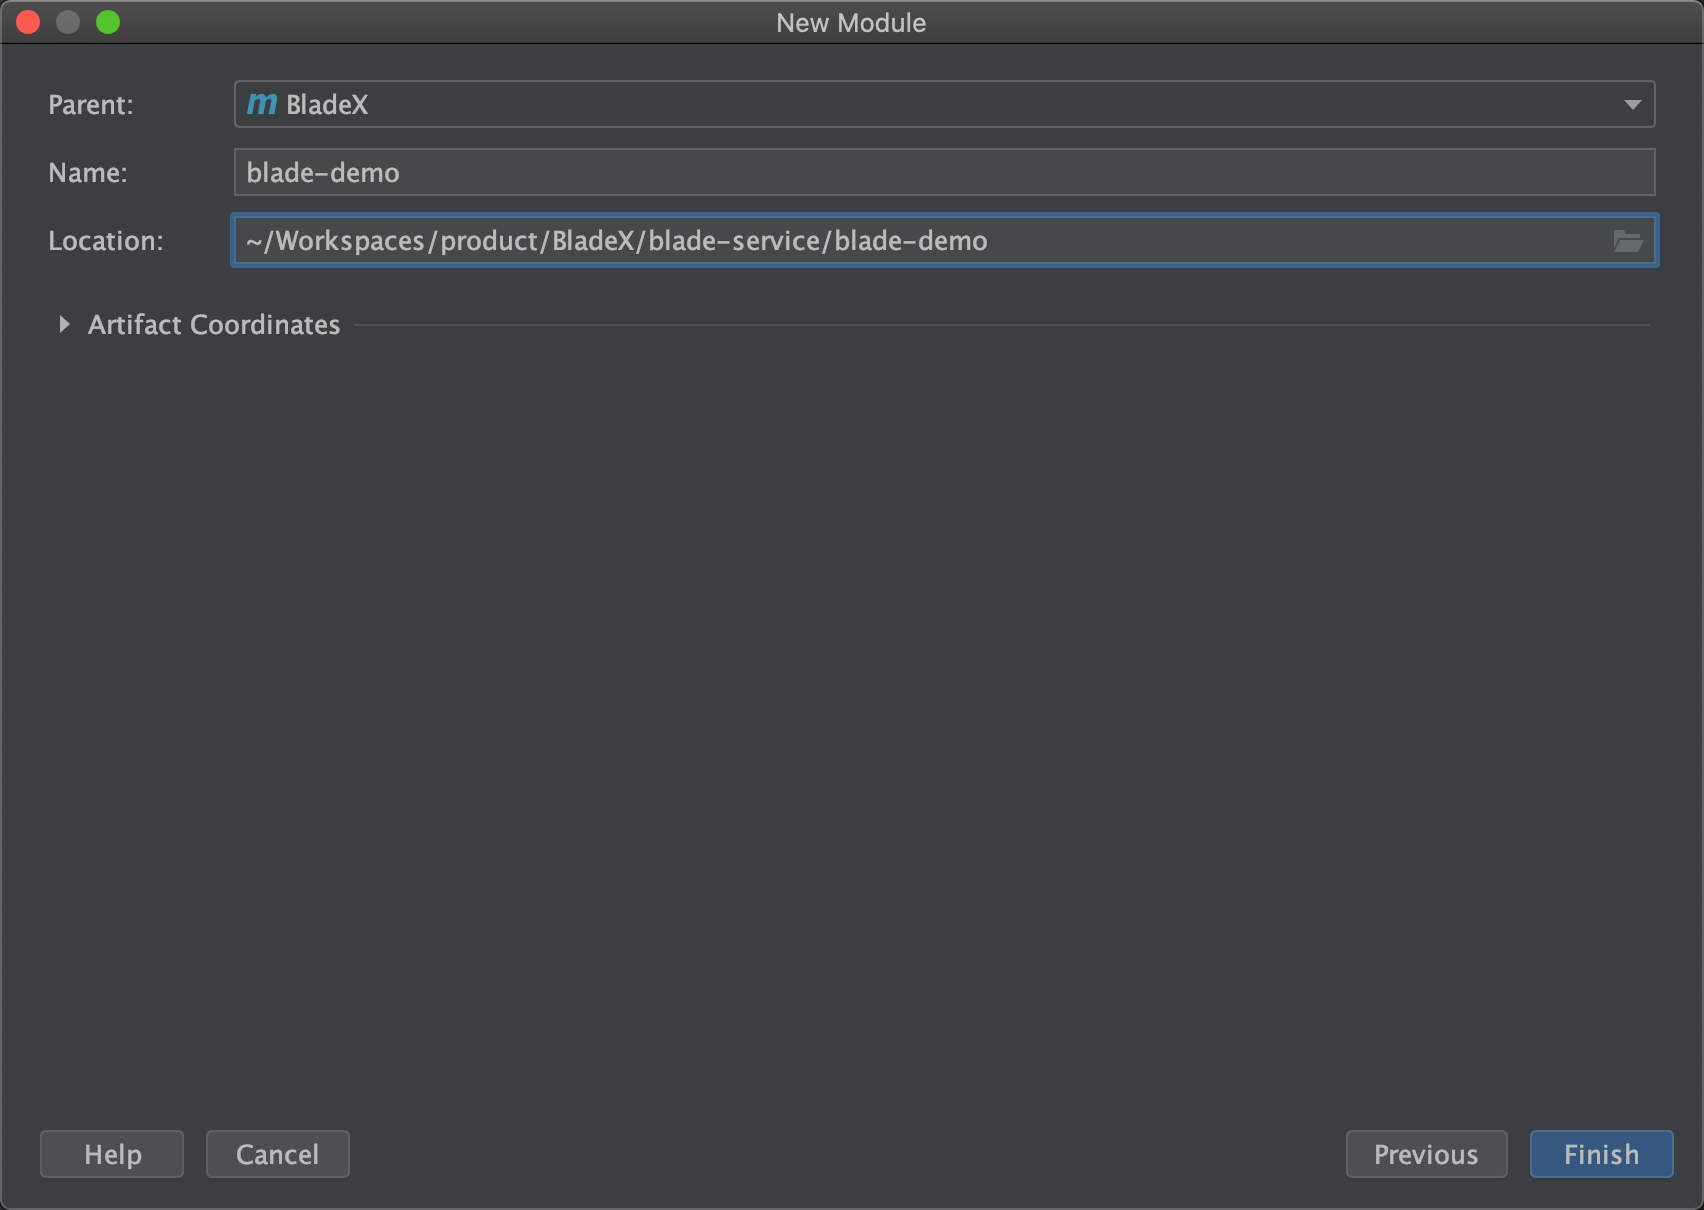 New Module
Parent: m BladeX
Name: blade-demo
Location: ~/Workspaces/product/BladeX/blade-service/blade-demo
Artifact Coordinates
Help Cancel Previous Finish